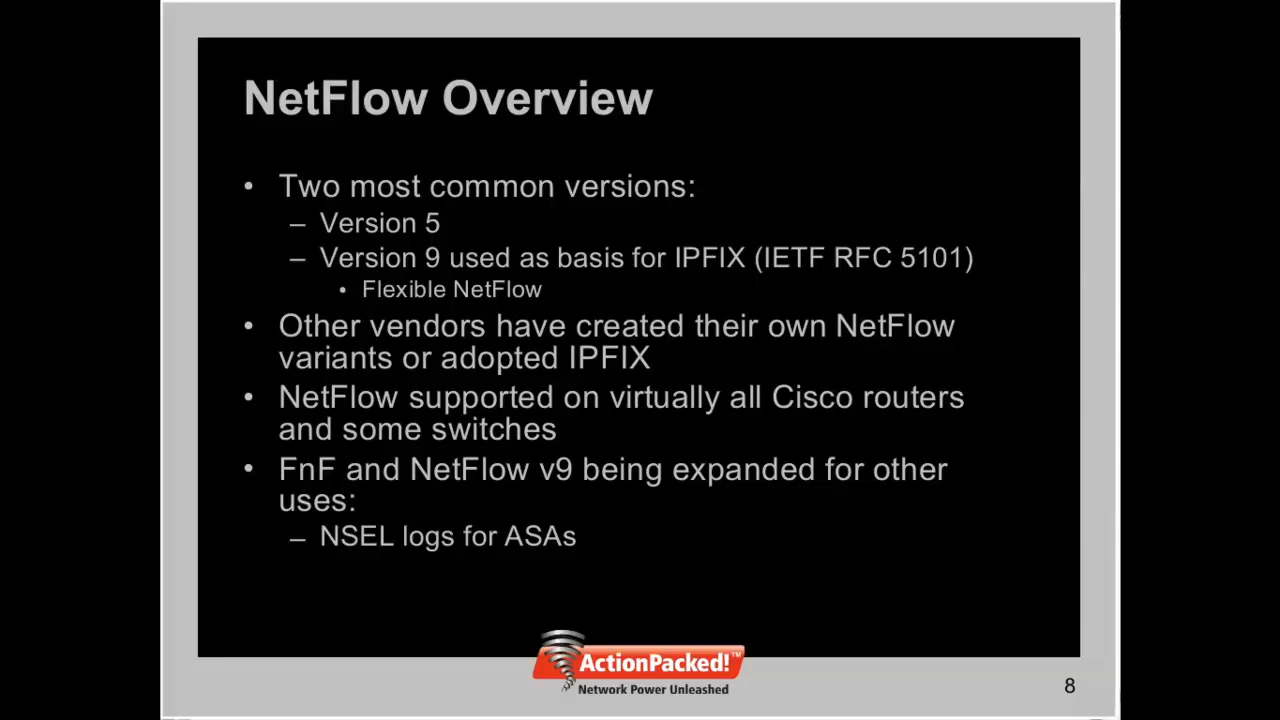 NetFlow Overview
• Two most common versions:
– Version 5
– Version 9 used as basis for IPFIX (IETF RFC 5101)
• Flexible NetFlow
• Other vendors have created their own NetFlow
variants or adopted IPFIX
• NetFlow supported on virtually all Cisco routers
and some switches
• FnF and NetFlow v9 being expanded for other
uses:
– NSEL logs for ASAs
ActionPacked!™
Network Power Unleashed
8